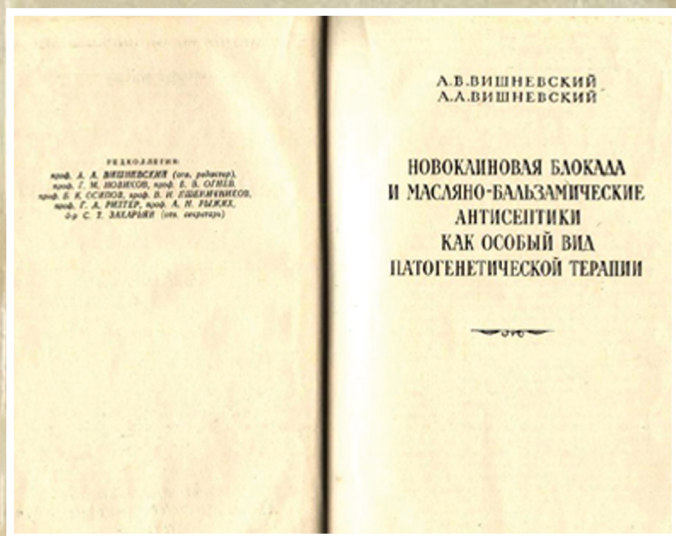 РЕДКОЛЛЕГИЯ:
проф. А. А. ВИШНЕВСКИЙ (отв. редактор),
проф. Г. М. НОВИКОВ, проф. Б. В. ОГНЕВ,
проф. Б. К. ОСИПОВ, проф. В. И. ПШЕНИЧНИКОВ,
проф. Г. А. РИХТЕР, проф. А. Н. РЫЖИХ,
д-р С. Т. ЗАХАРЬЯН (отв. секретарь)
А.В.ВИШНЕВСКИЙ
А.А.ВИШНЕВСКИЙ
НОВОКАИНОВАЯ БЛОКАДА
И МАСЛЯНО-БАЛЬЗАМИЧЕСКИЕ
АНТИСЕПТИКИ
КАК ОСОБЫЙ ВИД
ПАТОГЕНЕТИЧЕСКОЙ ТЕРАПИИ